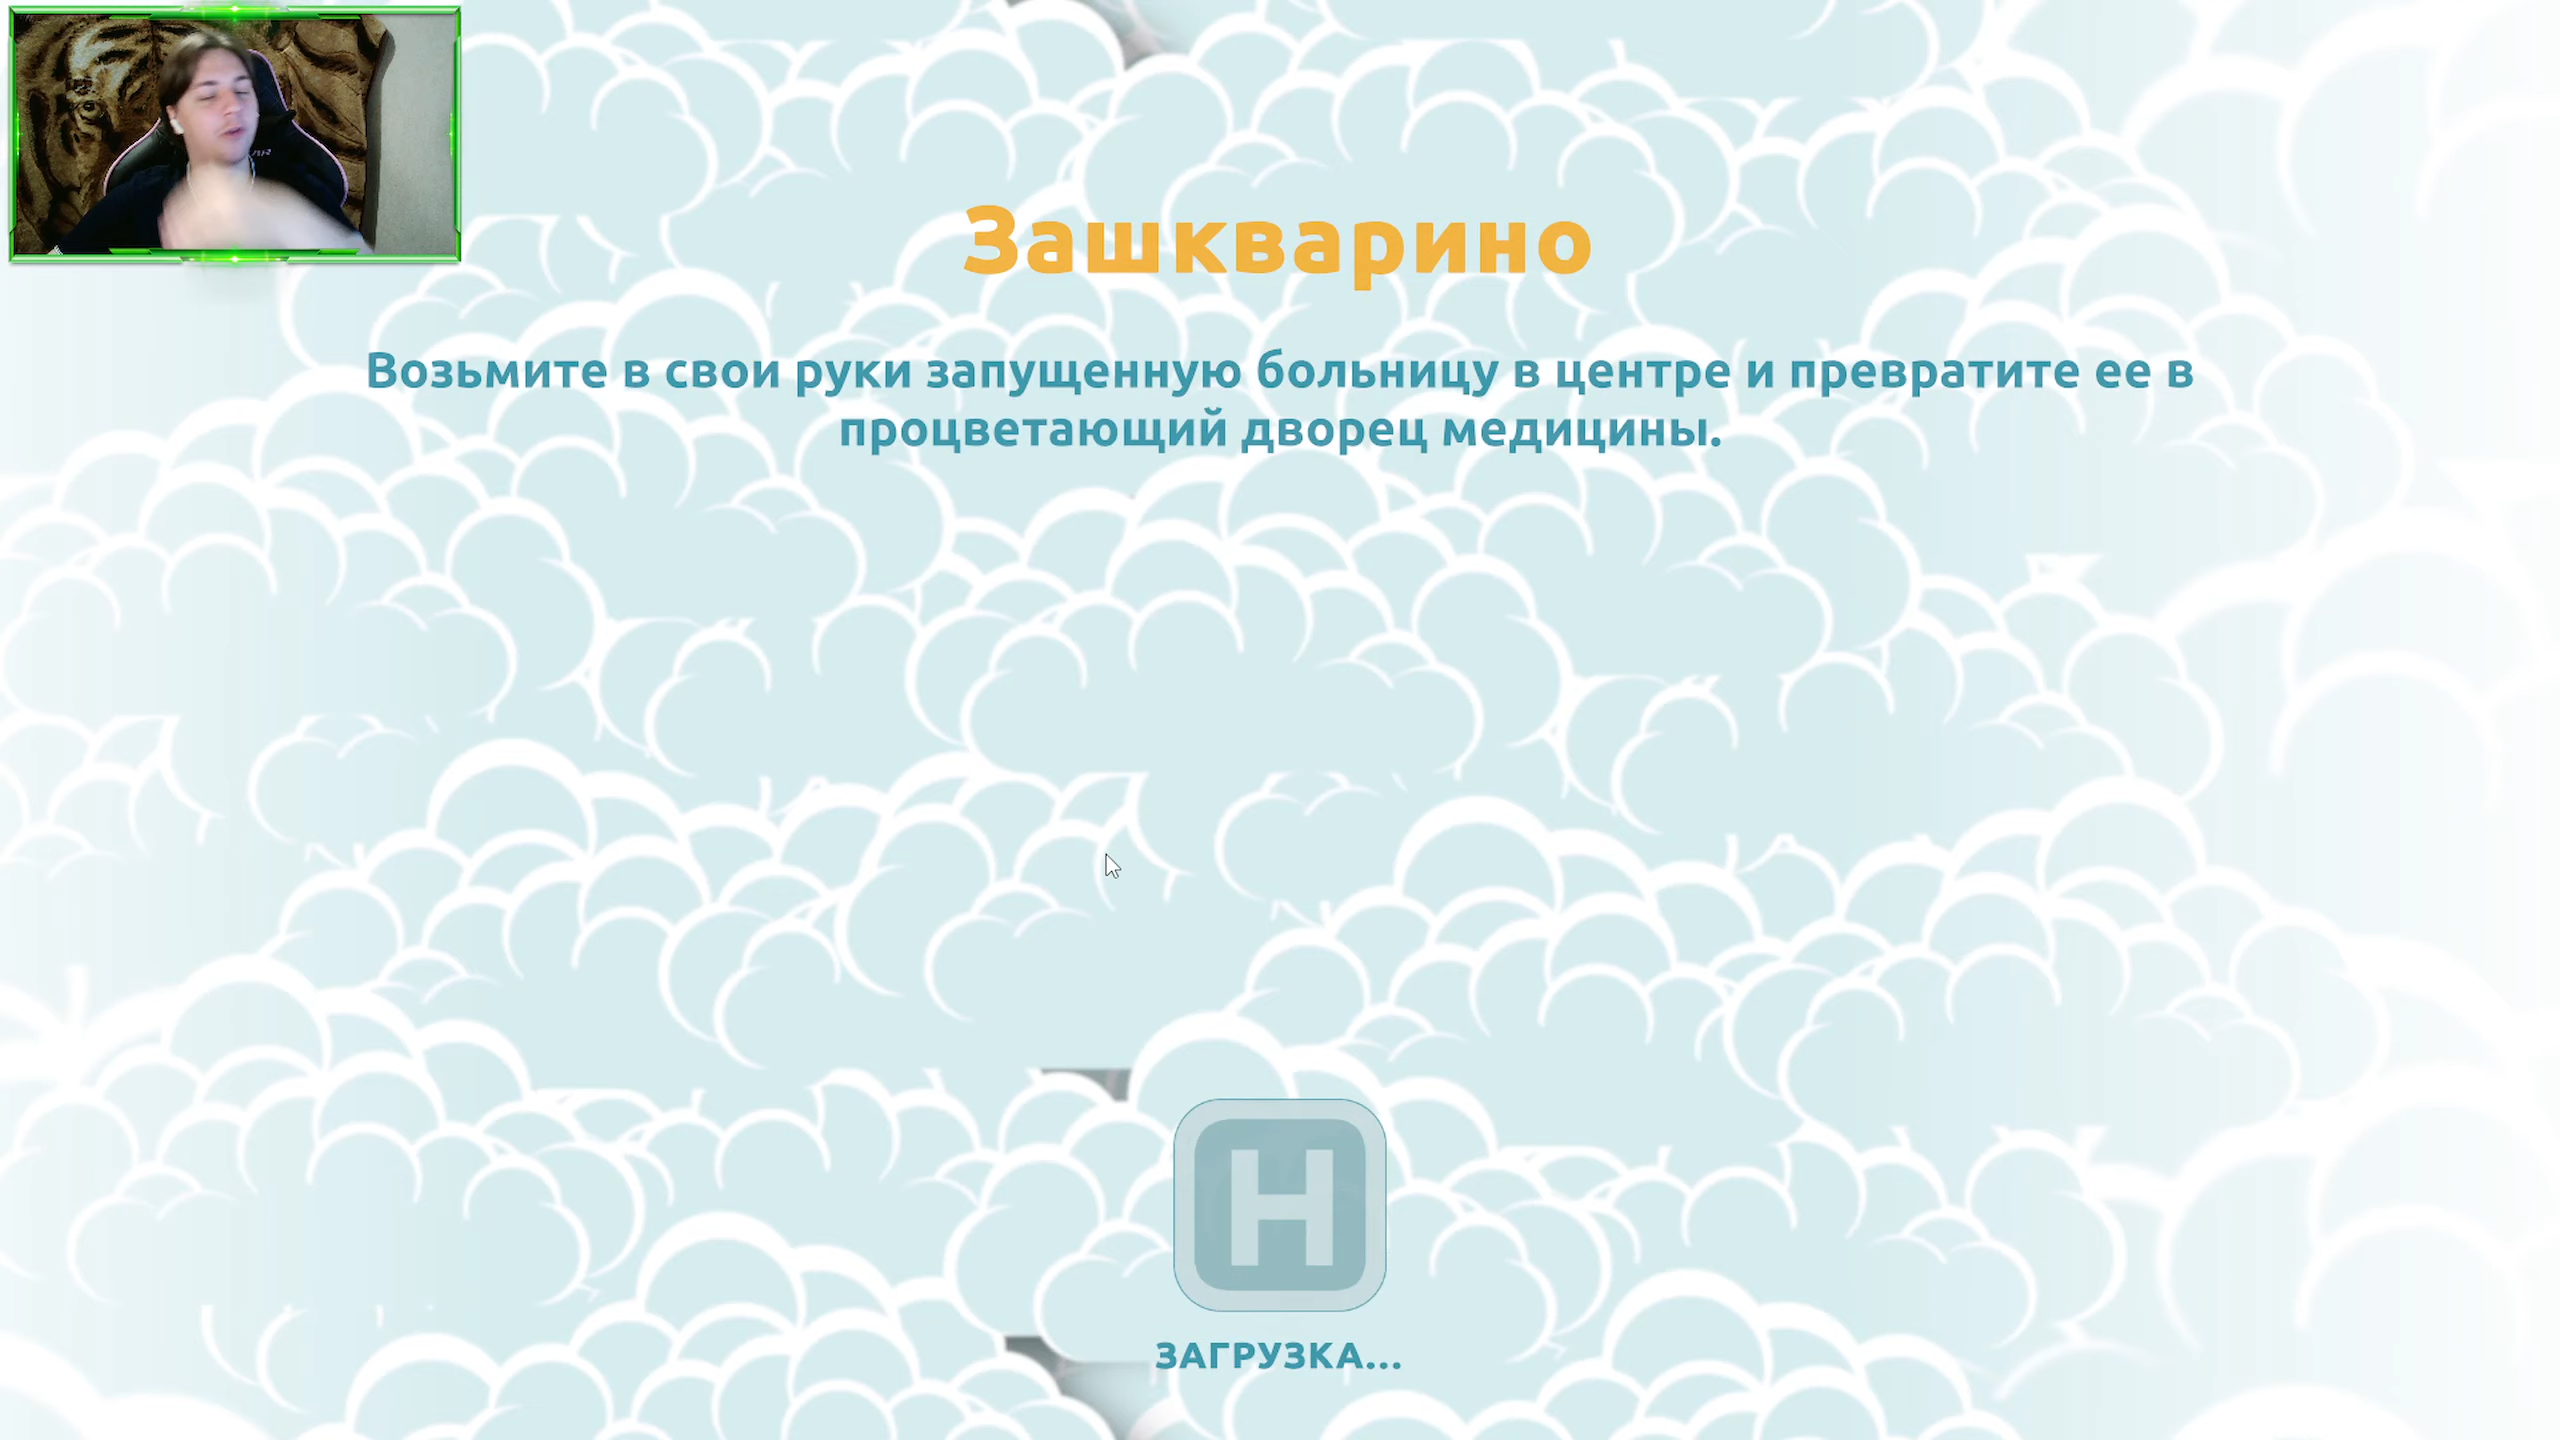 Зашкварино
Возьмите в свои руки запущенную больницу в центре и превратите ее в
процветающий дворец медицины.
H
ЗАГРУЗКА...